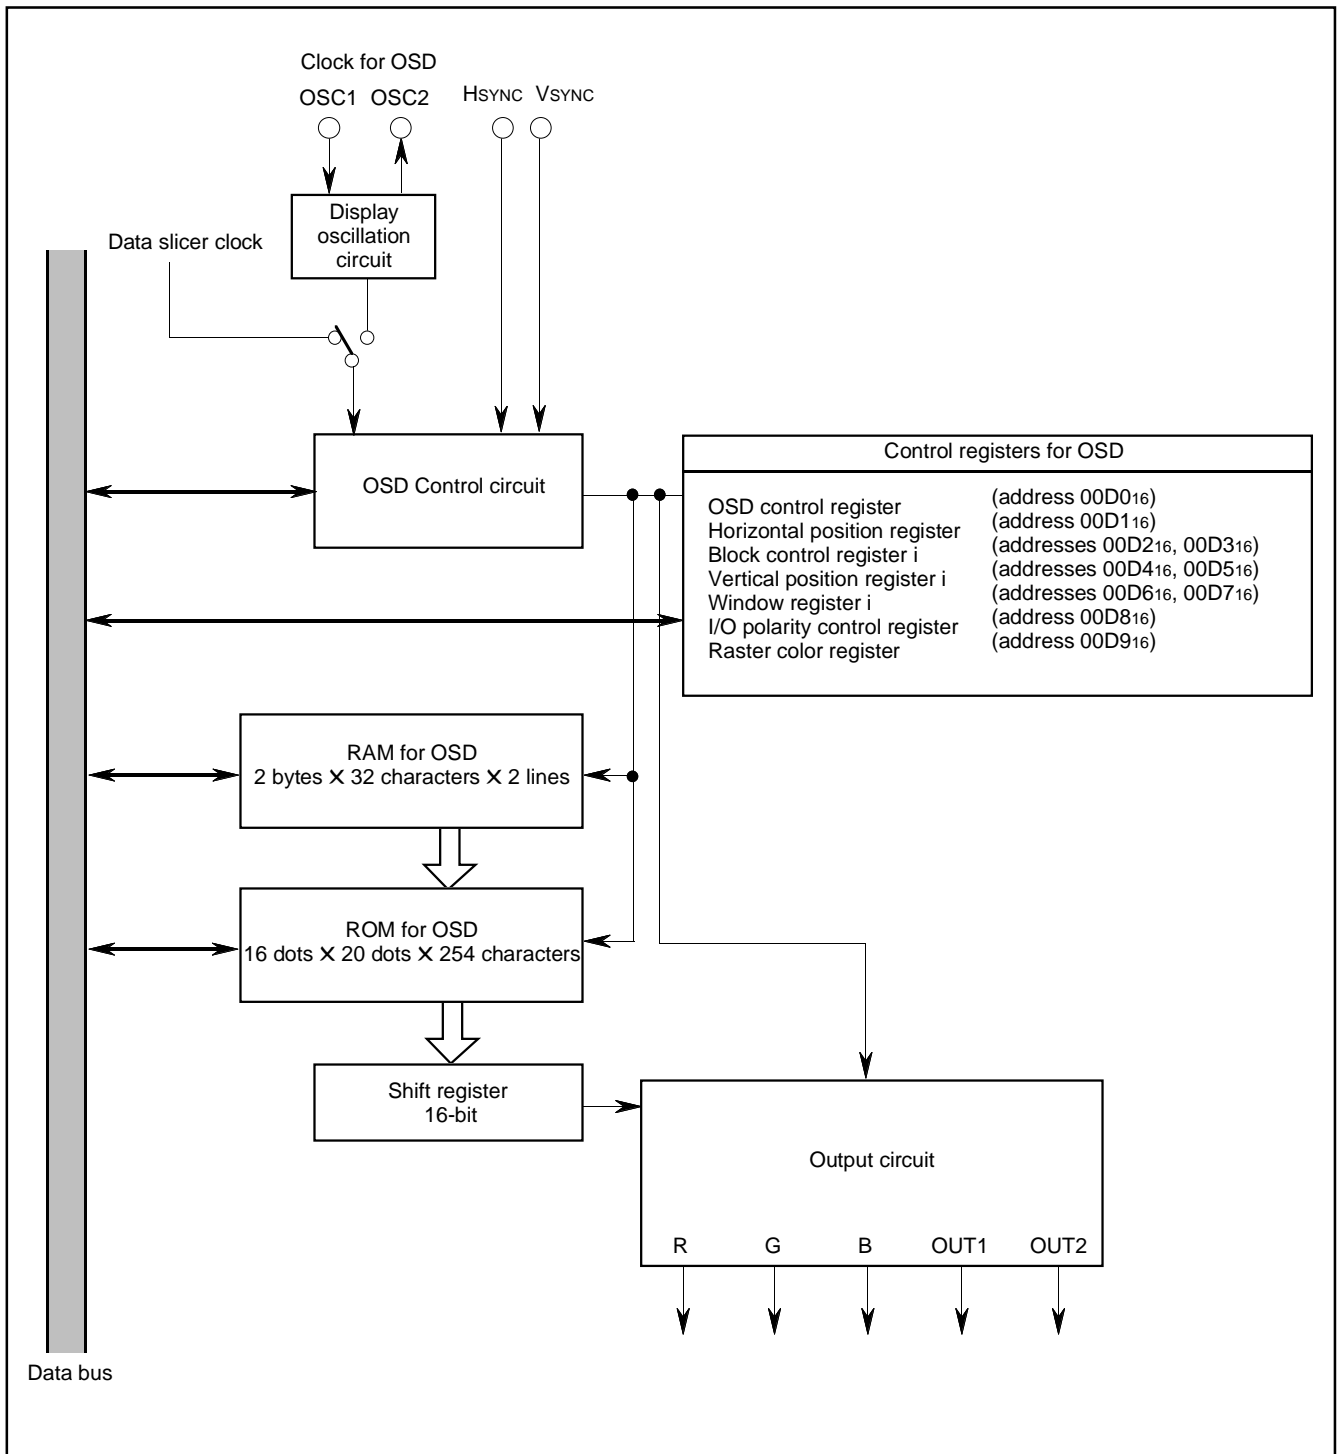 Clock for OSD
OSC1 OSC2 HSYNC VSYNC
Display
oscillation
circuit
Data slicer clock
OSD Control circuit
Control registers for OSD
OSD control register (address 00D016)
Horizontal position register (address 00D116)
Block control register i (addresses 00D216, 00D316)
Vertical position register i (addresses 00D416, 00D516)
Window register i (addresses 00D616, 00D716)
I/O polarity control register (address 00D816)
Raster color register (address 00D916)
RAM for OSD
2 bytes × 32 characters × 2 lines
ROM for OSD
16 dots × 20 dots × 254 characters
Shift register
16-bit
Output circuit
R G B OUT1 OUT2
Data bus